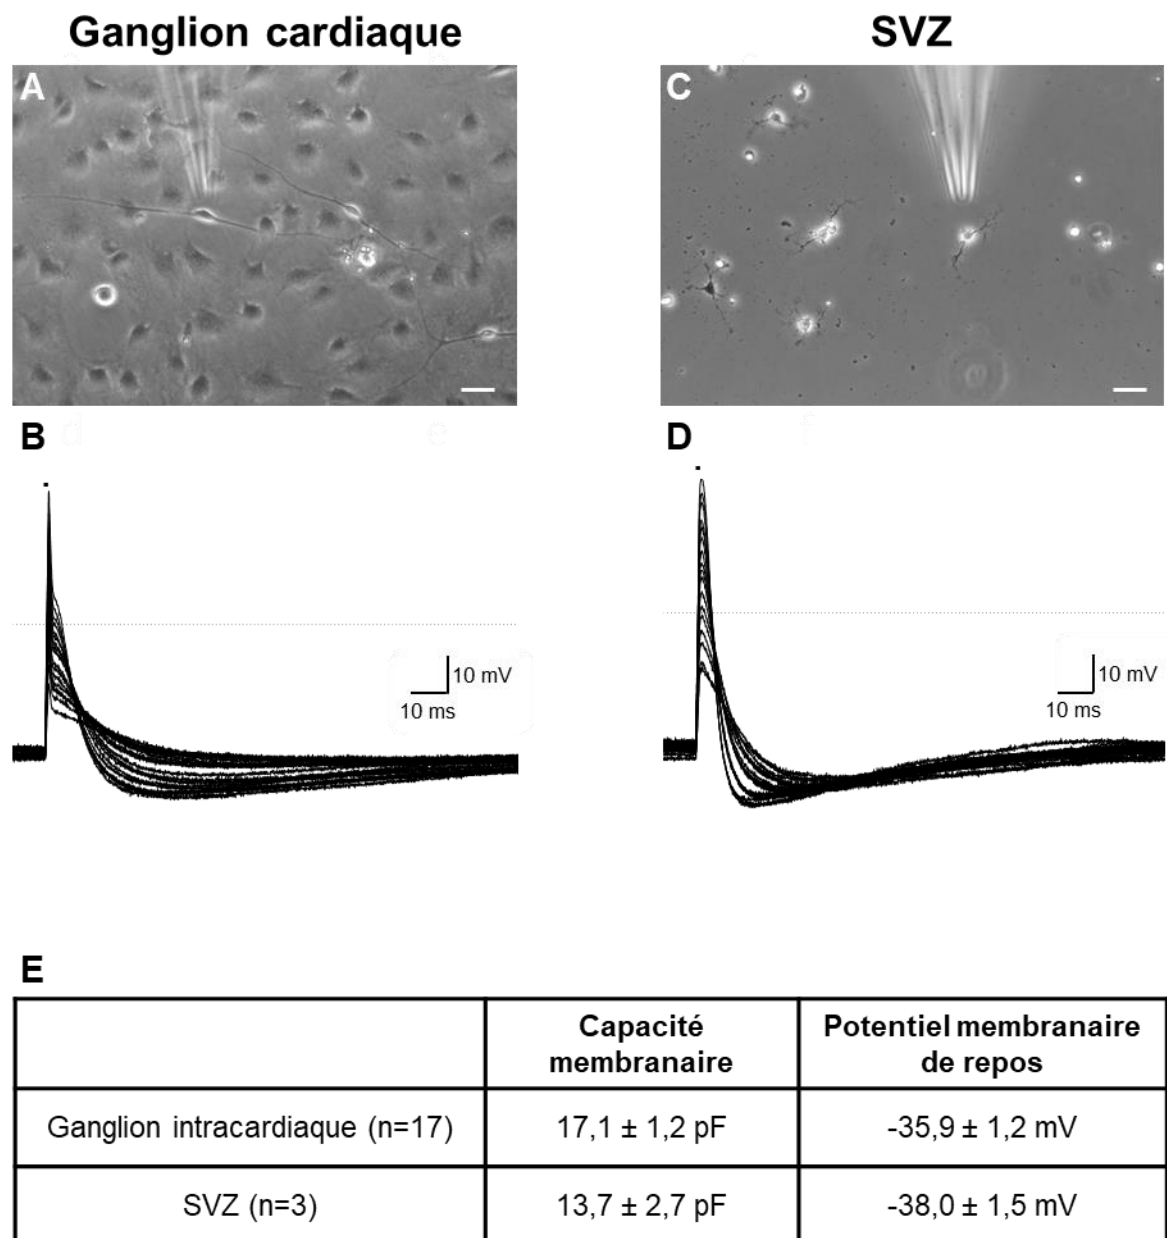 Ganglion cardiaque
SVZ
A
C
B
D
10 mV
10 ms
10 mV
10 ms
E
Capacité
membranaire
Potentiel membranaire
de repos
Ganglion intracardiaque (n=17)
17,1 ± 1,2 pF
-35,9 ± 1,2 mV
SVZ (n=3)
13,7 ± 2,7 pF
-38,0 ± 1,5 mV